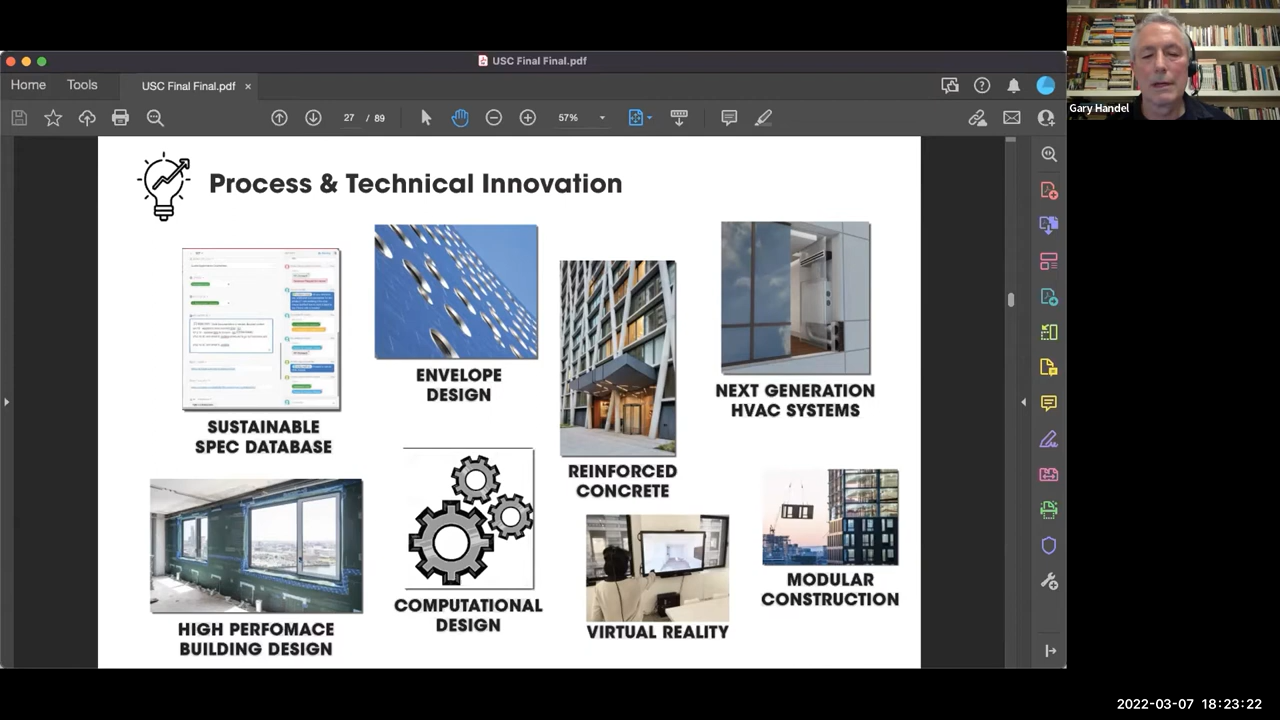 USC Final Final.pdf
Home
Tools
USC Final Final.pdf
27
89
57%
Gary Handel
Process & Technical Innovation
SUSTAINABLE
SPEC DATABASE
ENVELOPE
DESIGN
REINFORCED
CONCRETE
NEXT GENERATION
HVAC SYSTEMS
HIGH PERFOMACE
BUILDING DESIGN
COMPUTATIONAL
DESIGN
VIRTUAL REALITY
MODULAR
CONSTRUCTION
2022-03-07 18:23:22